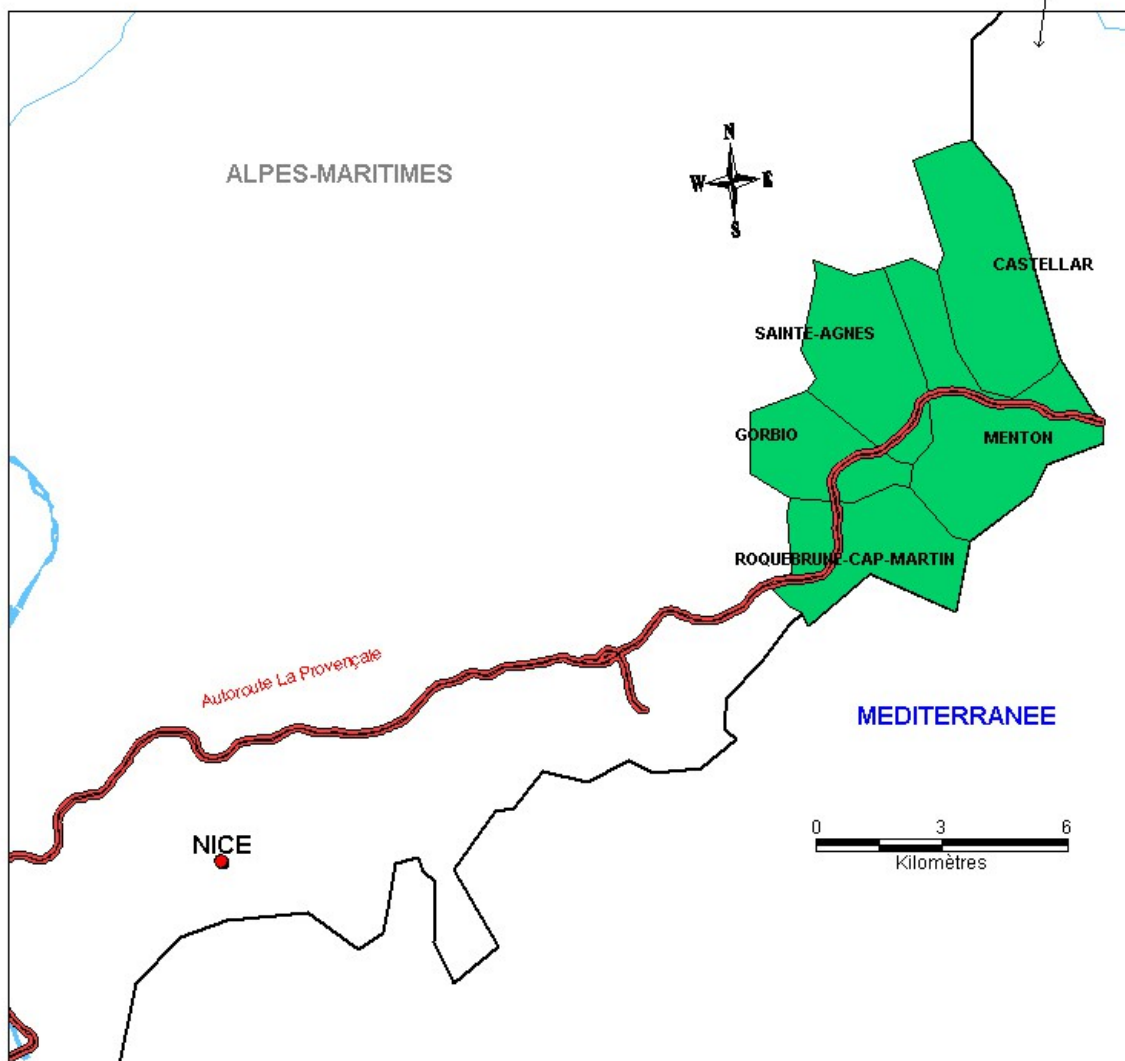 N
ALPES-MARITIMES
W E
S
CASTELLAR
SAINTE-AGNES
GORBIO
MENTON
ROQUEBRUNE-CAP-MARTIN
Autoroute La Provençale
MEDITERRANEE
0 3 6
Kilomètres
NICE